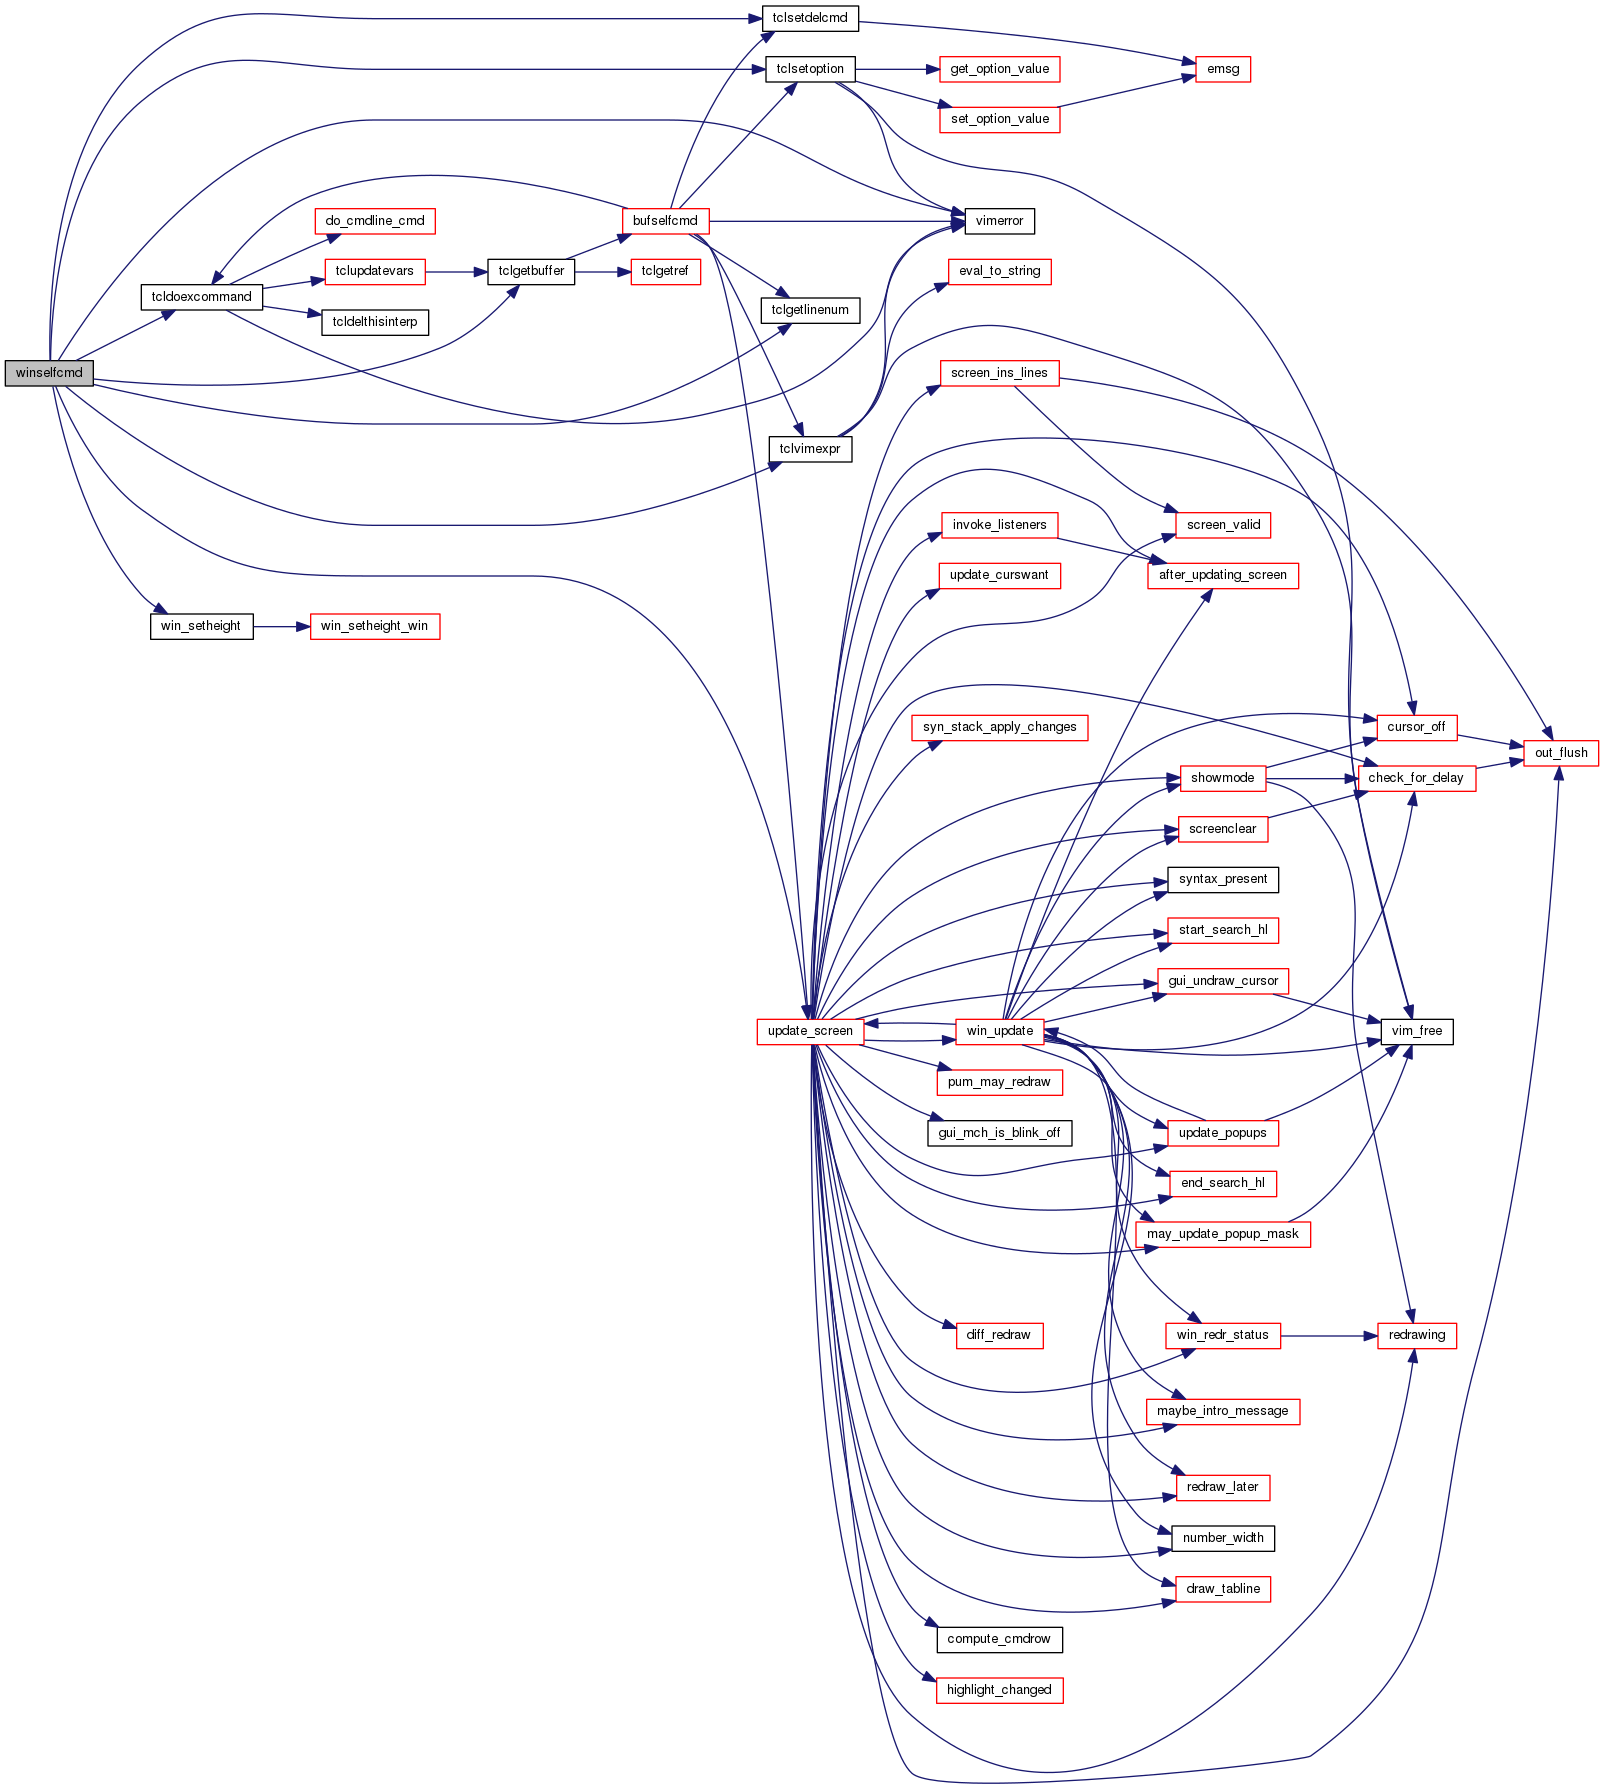 tclsetdelcmd
tclsetoption
get_option_value
emsg
set_option_value
do_cmdline_cmd
bufselfcmd
vimerror
tclupdatevars
tclgetbuffer
tclgetref
eval_to_string
tcldoexcommand
tcldelthisinterp
tclgetlinenum
winselfcmd
screen_ins_lines
tclvimexpr
invoke_listeners
screen_valid
update_curswant
after_updating_screen
win_setheight
win_setheight_win
syn_stack_apply_changes
cursor_off
out_flush
showmode
check_for_delay
screenclear
syntax_present
start_search_hl
gui_undraw_cursor
update_screen
win_update
vim_free
pum_may_redraw
gui_mch_is_blink_off
update_popups
end_search_hl
may_update_popup_mask
diff_redraw
win_redr_status
redrawing
maybe_intro_message
redraw_later
number_width
draw_tabline
compute_cmdrow
highlight_changed